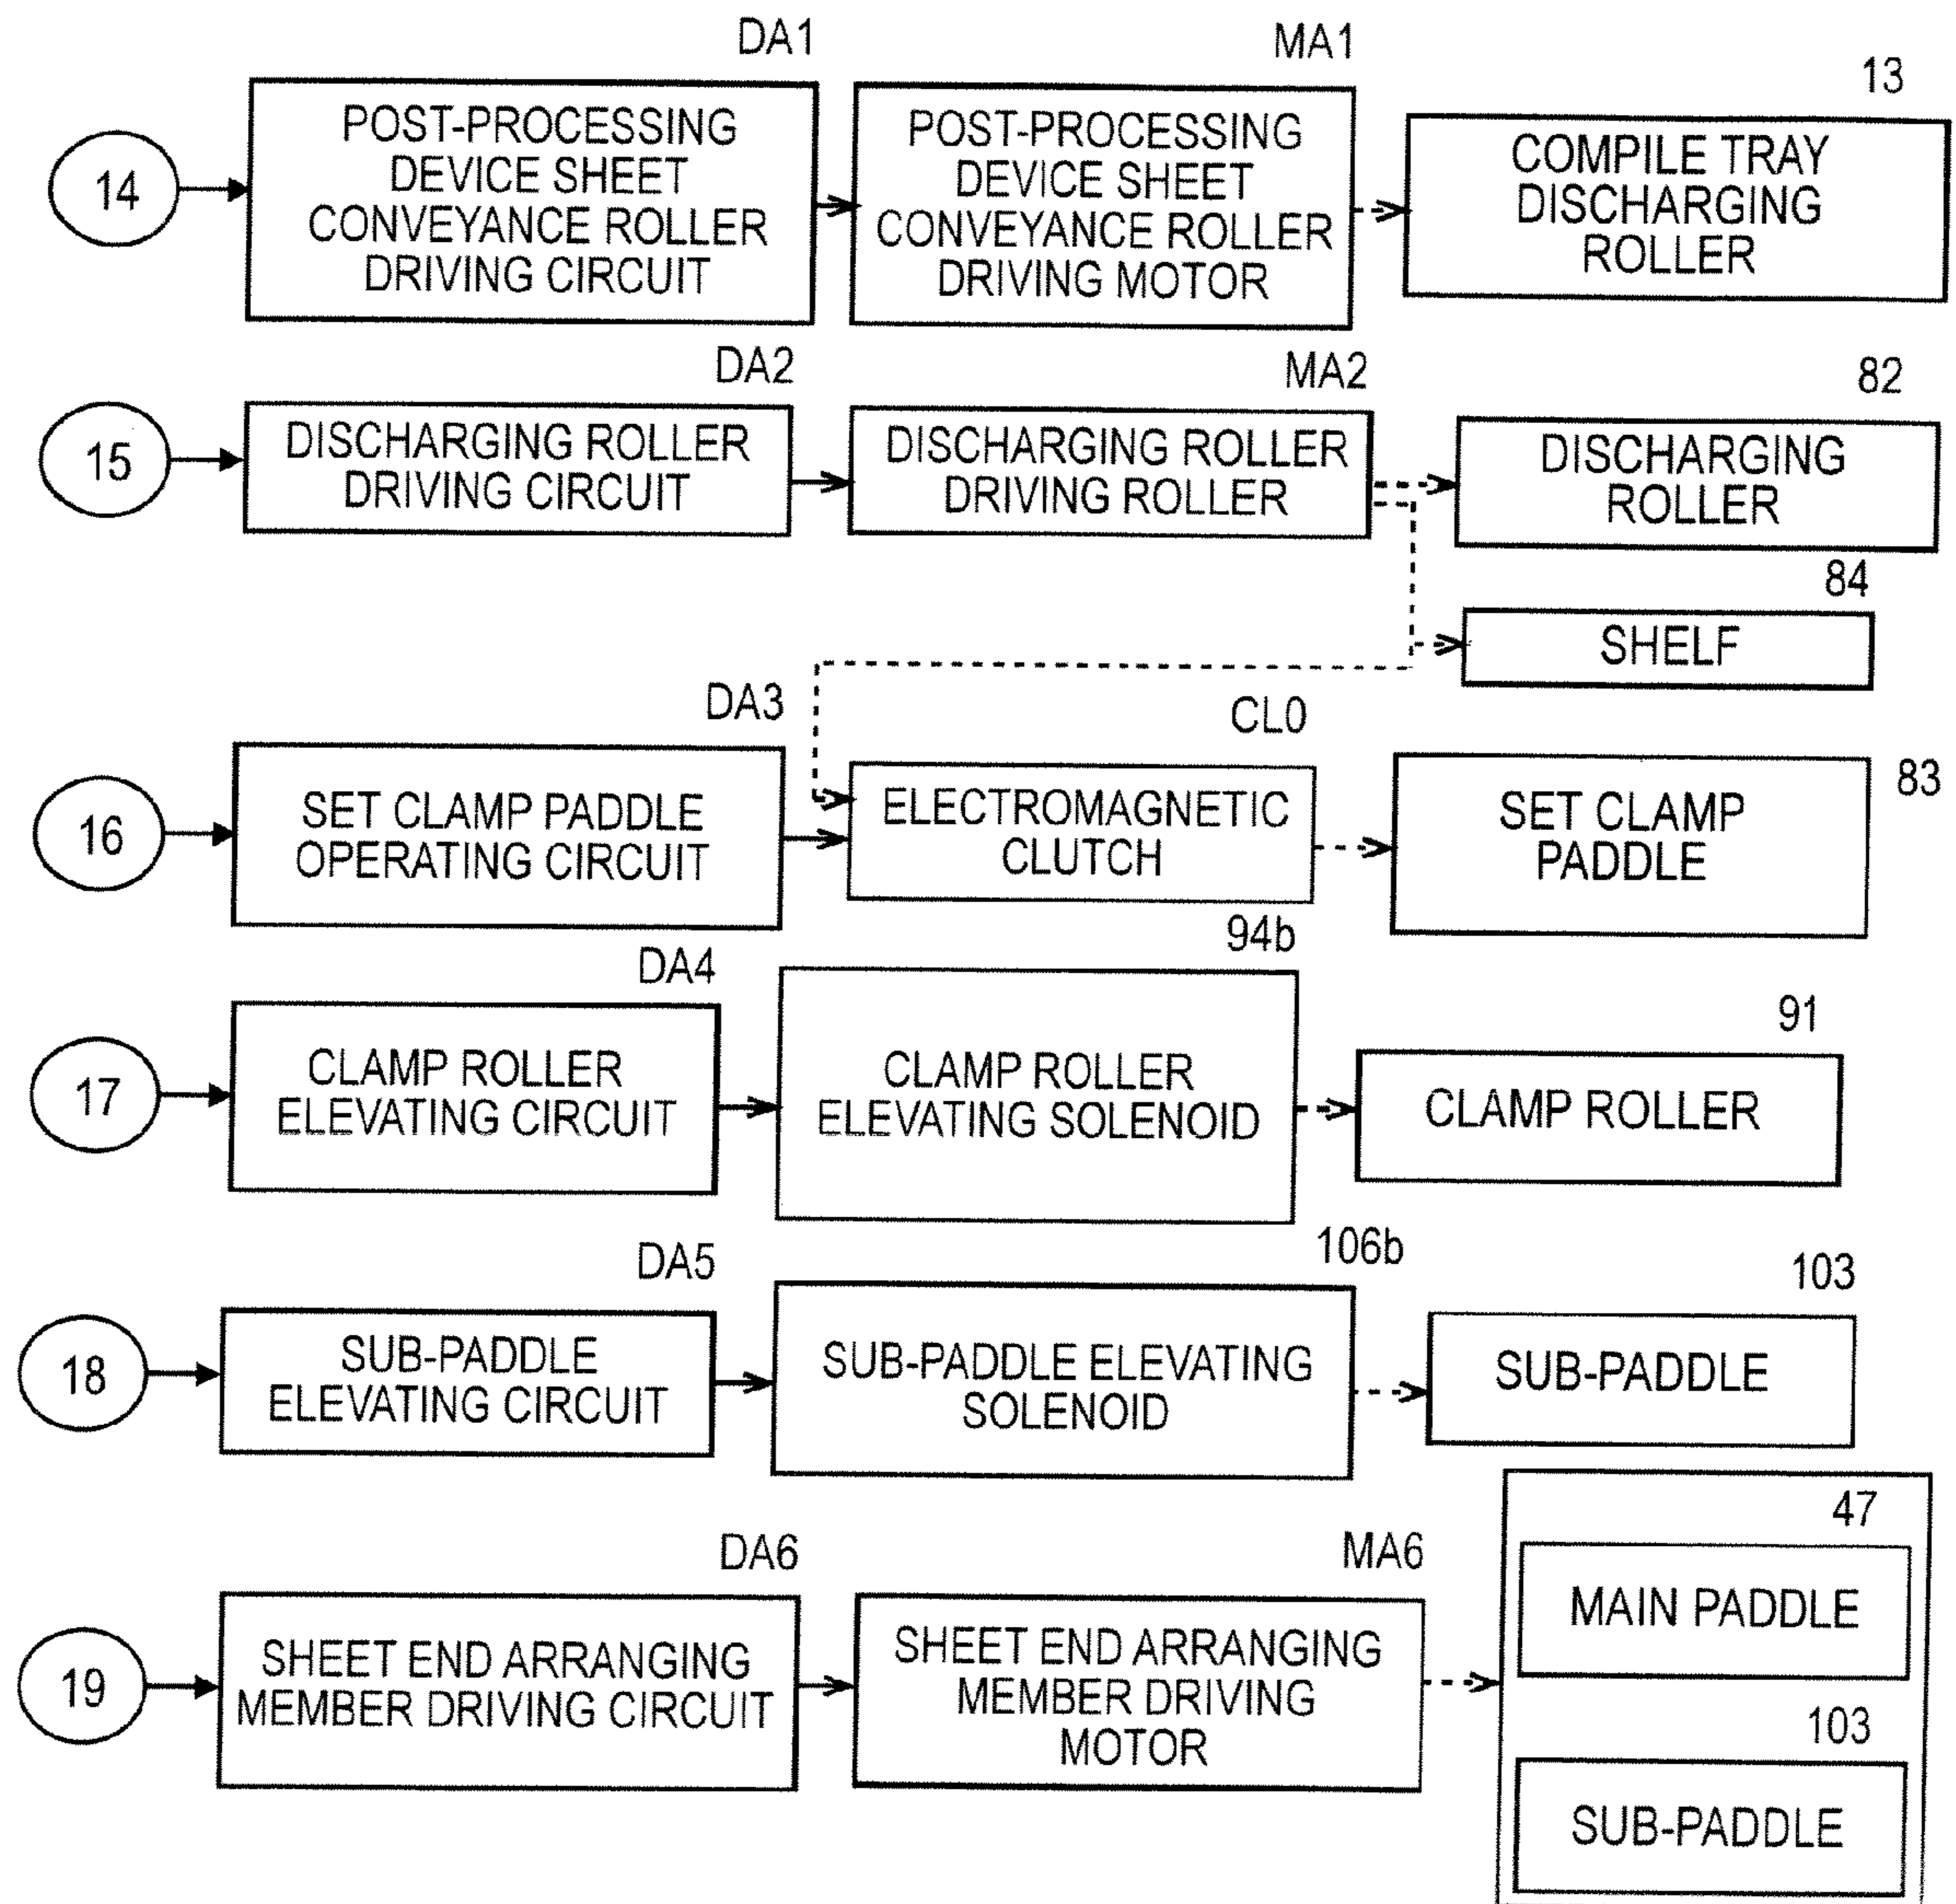 DA1
MA1
13
14
POST-PROCESSING
DEVICE SHEET
CONVEYANCE ROLLER
DRIVING CIRCUIT
POST-PROCESSING
DEVICE SHEET
CONVEYANCE ROLLER
DRIVING MOTOR
COMPILE TRAY
DISCHARGING
ROLLER
DA2
MA2
82
15
DISCHARGING ROLLER
DRIVING CIRCUIT
DISCHARGING ROLLER
DRIVING ROLLER
DISCHARGING
ROLLER
84
SHELF
DA3
CL0
83
16
SET CLAMP PADDLE
OPERATING CIRCUIT
ELECTROMAGNETIC
CLUTCH
SET CLAMP
PADDLE
DA4
94b
91
17
CLAMP ROLLER
ELEVATING CIRCUIT
CLAMP ROLLER
ELEVATING SOLENOID
CLAMP ROLLER
DA5
106b
103
18
SUB-PADDLE
ELEVATING CIRCUIT
SUB-PADDLE ELEVATING
SOLENOID
SUB-PADDLE
DA6
MA6
47
19
SHEET END ARRANGING
MEMBER DRIVING CIRCUIT
SHEET END ARRANGING
MEMBER DRIVING
MOTOR
MAIN PADDLE
103
SUB-PADDLE